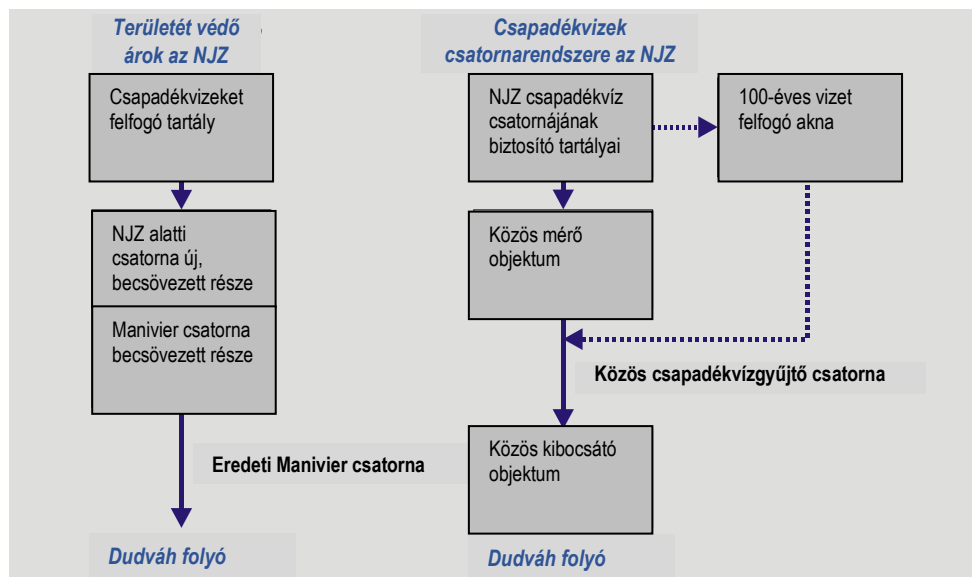 Területét védő
árok az NJZ
Csapadékvizek
csatornarendszere az NJZ
Csapadékvizeket
felfogó tartály
NJZ csapadékvíz
csatornájának
biztosító tartályai
100-éves vizet
felfogó akna
NJZ alatti
csatorna új,
becsövezett része
Közös mérő
objektum
Manivier csatorna
becsövezett része
Közös csapadékvízgyűjtő csatorna
Eredeti Manivier csatorna
Közös kibocsátó
objektum
Dudváh folyó
Dudváh folyó